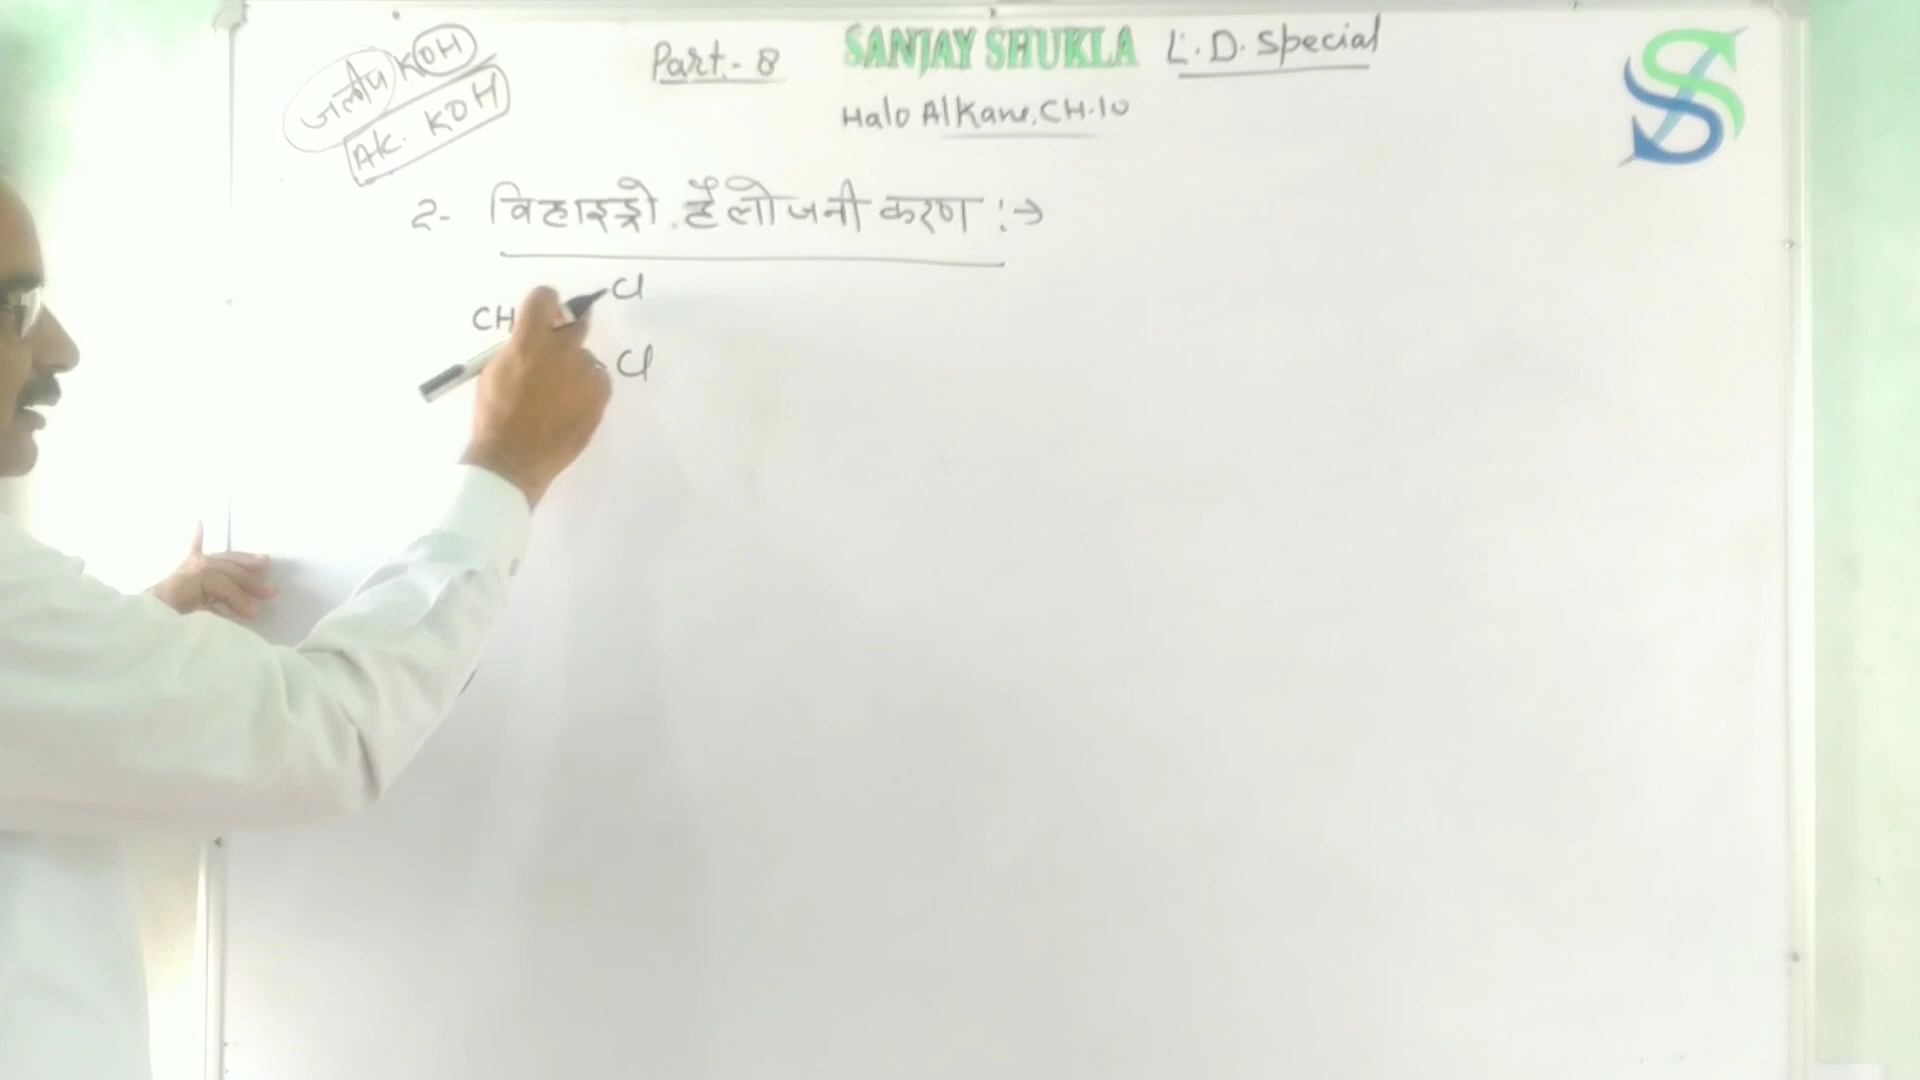 जलीय KOH
AK. KOH
Part.- 8 SANJAY SHUKLA L.D. Special
Halo Alkane, CH-10
2- विहाइड्रो हैलोजनी करण :→
Cl
CH
Cl